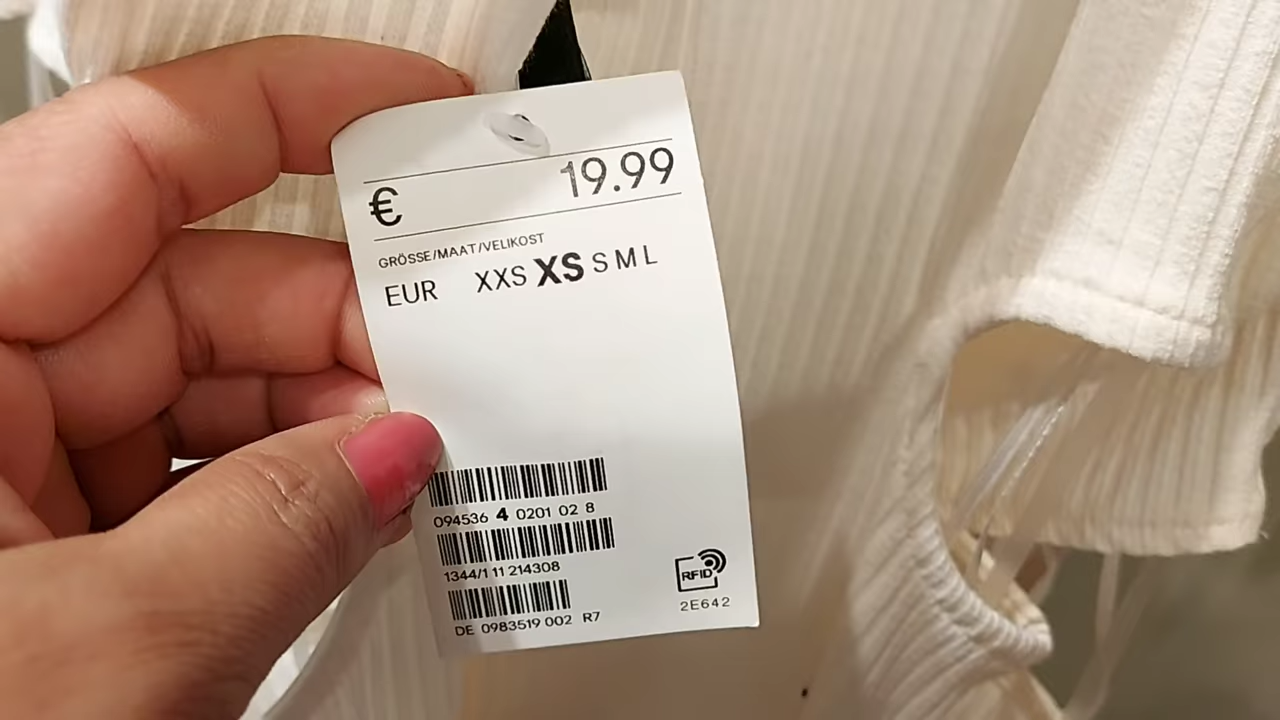 € 19.99
GRÖSSE/MAAT/VELIKOST
EUR XXS XS S M L
094536 4 0201 02 8
1344/1 11 214308
DE 0983519 002 R7
RFID
2E642